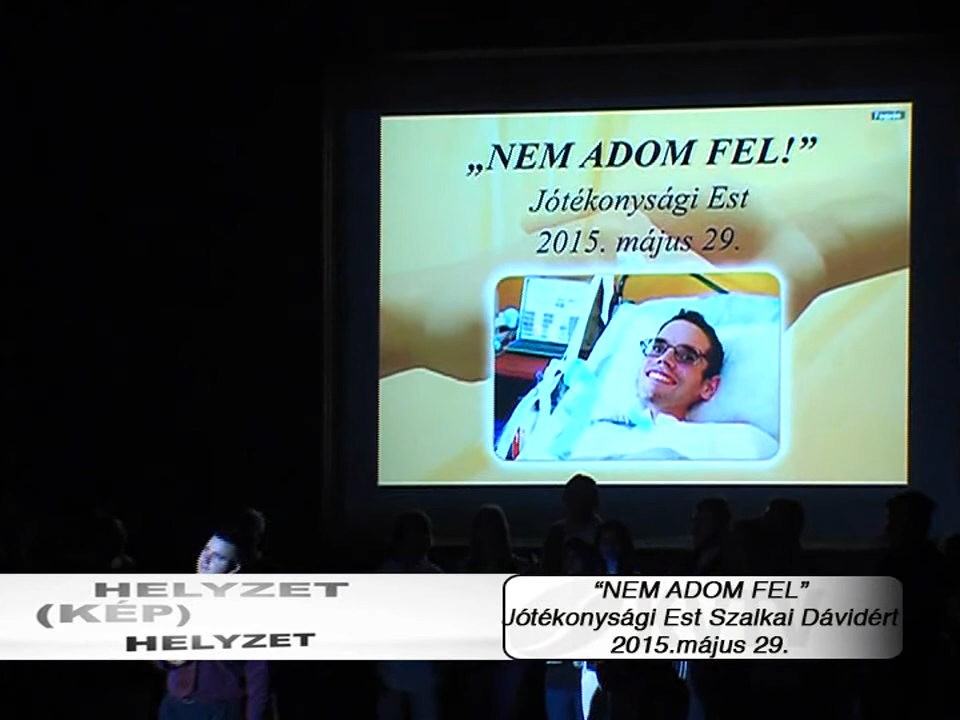 „NEM ADOM FEL!”
Jótékonysági Est
2015. május 29.
HELYZET
(KÉP)
HELYZET
“NEM ADOM FEL”
Jótékonysági Est Szalkai Dávidért
2015.május 29.